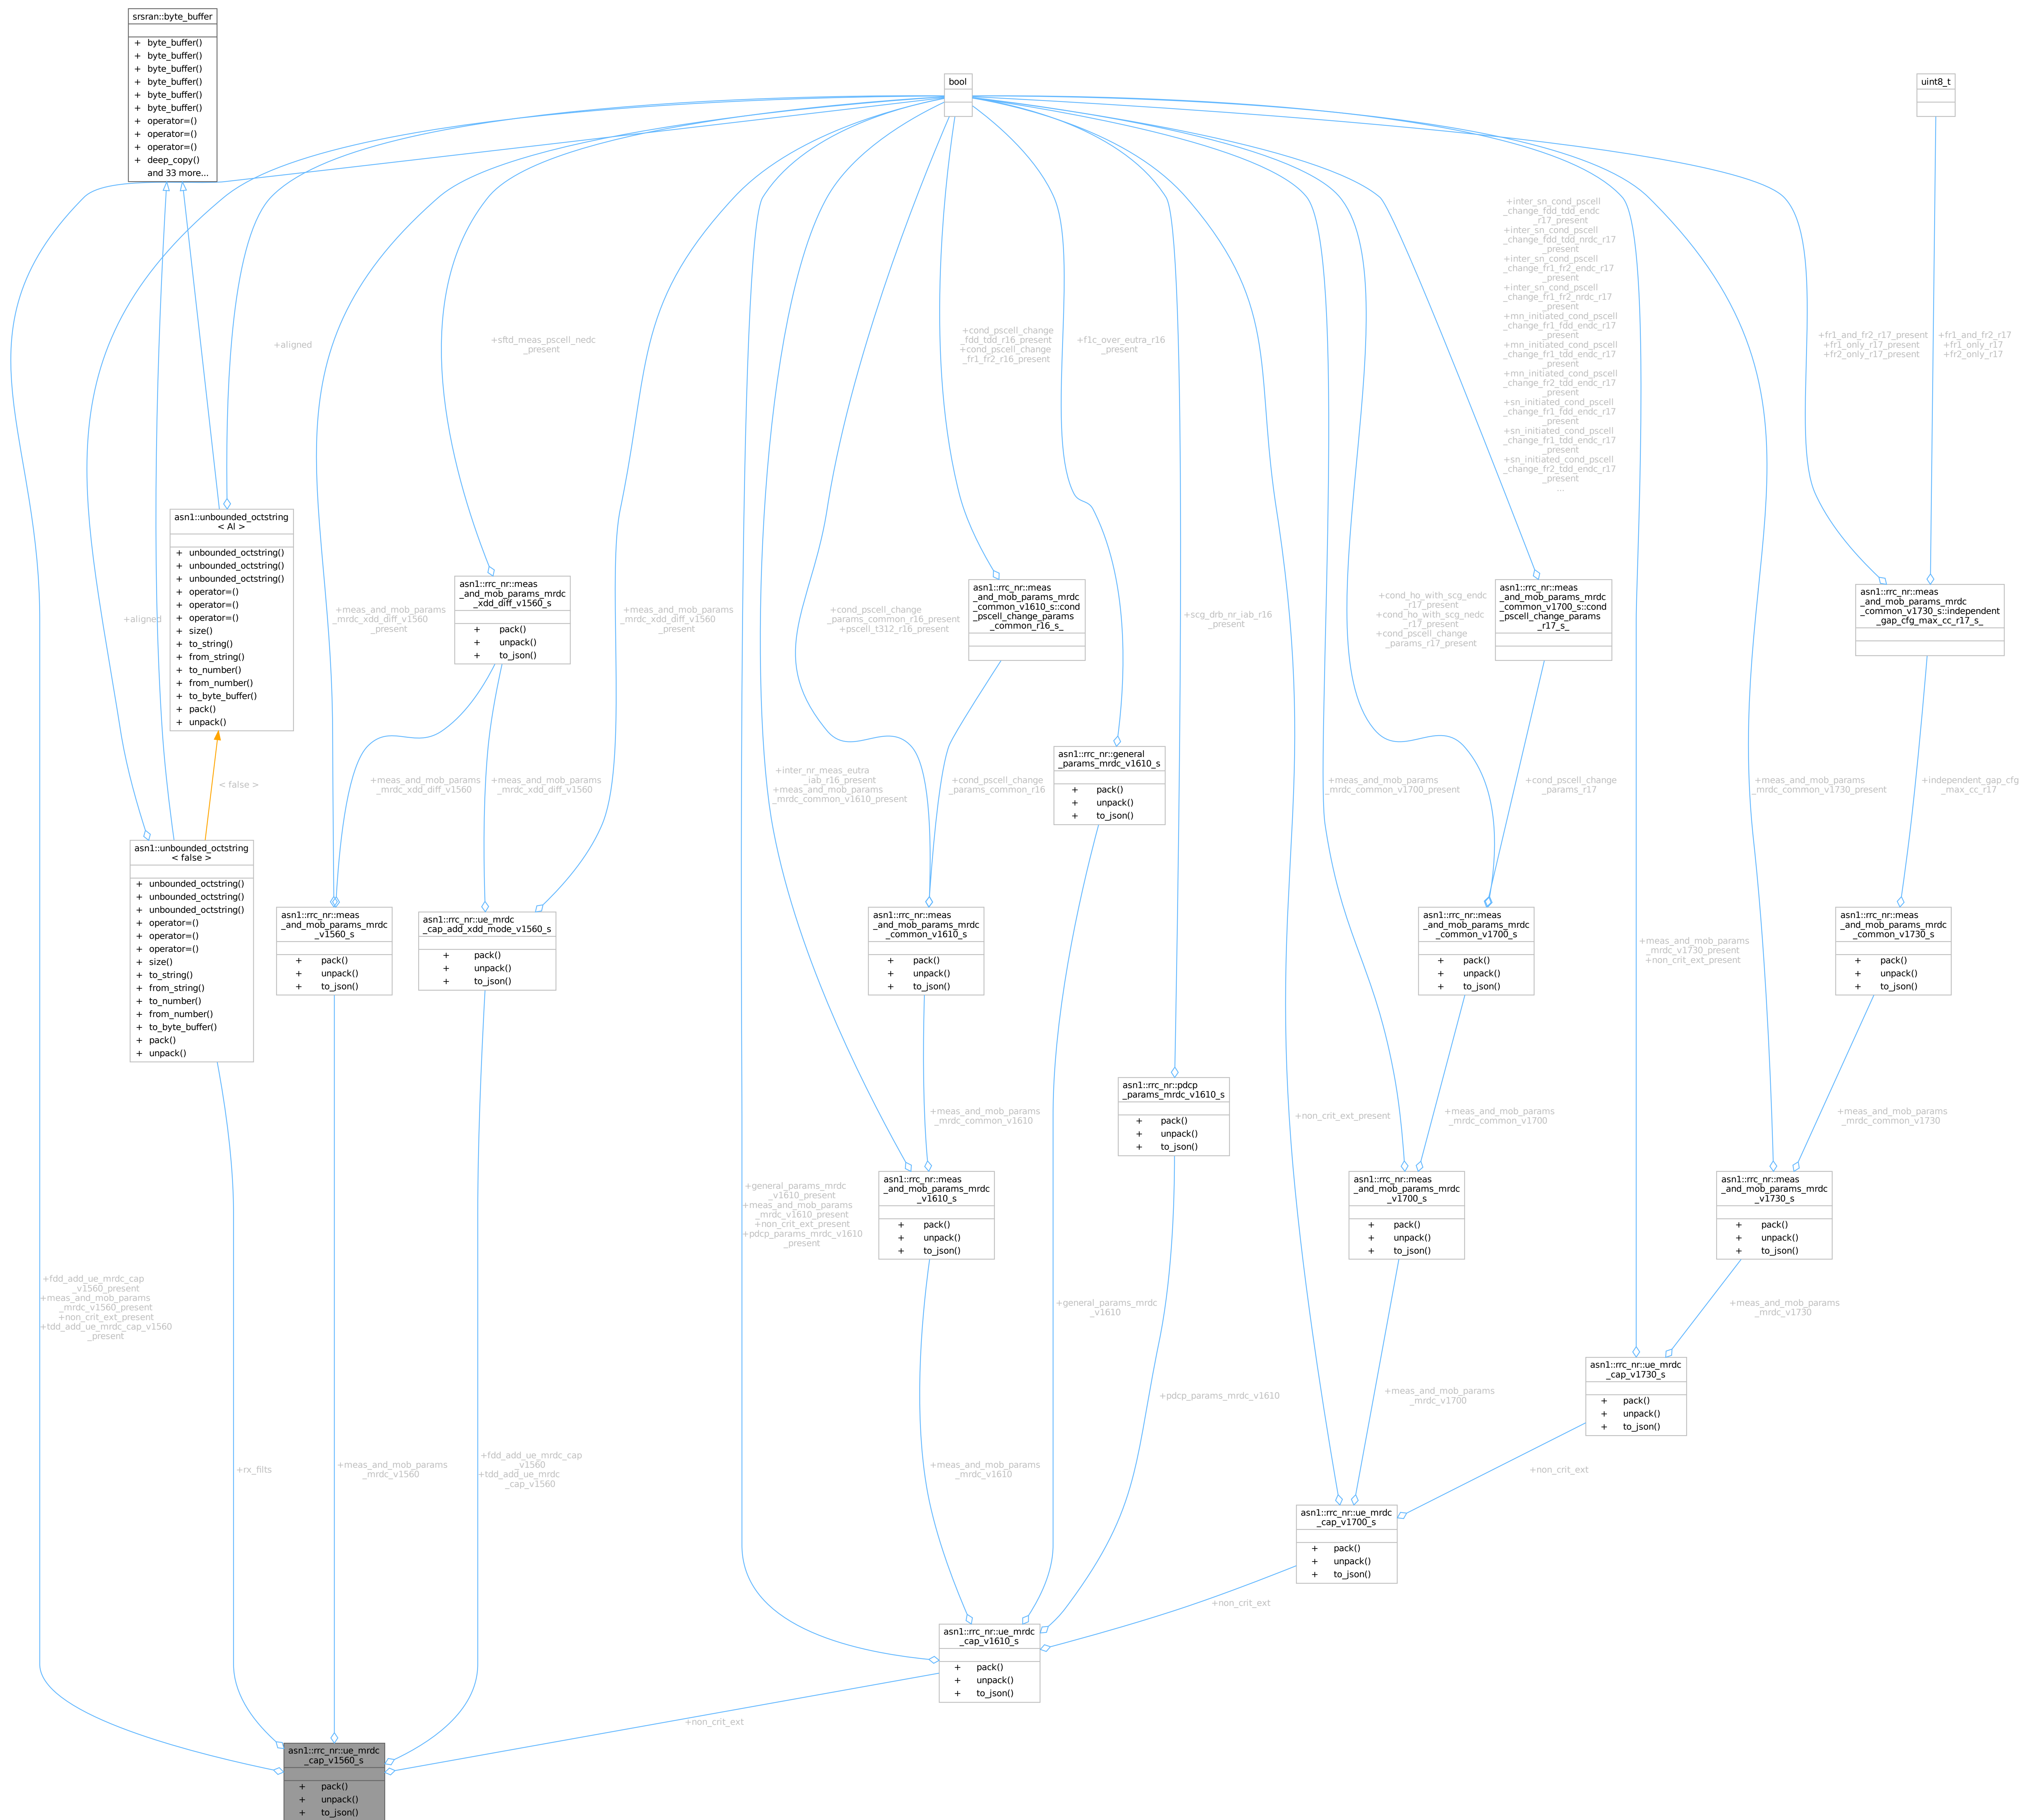 srsran::byte_buffer
+ byte_buffer()
+ byte_buffer()
+ byte_buffer()
+ byte_buffer()
+ byte_buffer()
+ byte_buffer()
+ operator=()
+ operator=()
+ operator=()
+ deep_copy()
and 33 more...
bool
uint8_t
+inter_sn_cond_pscell
_change_fdd_tdd_endc
_r17_present
+inter_sn_cond_pscell
_change_fdd_tdd_nrdc_r17
_present
+inter_sn_cond_pscell
_change_fr1_fr2_endc_r17
_present
+inter_sn_cond_pscell
_change_fr1_fr2_nrdc_r17
_present
+mn_initiated_cond_pscell
_change_fr1_fdd_endc_r17
_present
+mn_initiated_cond_pscell
_change_fr1_tdd_endc_r17
_present
+mn_initiated_cond_pscell
_change_fr2_tdd_endc_r17
_present
+sn_initiated_cond_pscell
_change_fr1_fdd_endc_r17
_present
+sn_initiated_cond_pscell
_change_fr1_tdd_endc_r17
_present
+sn_initiated_cond_pscell
_change_fr2_tdd_endc_r17
_present
...
+aligned
+sftd_meas_pscell_nedc
_present
+cond_pscell_change
_fdd_tdd_r16_present
+cond_pscell_change
_fr1_fr2_r16_present
+f1c_over_eutra_r16
_present
+fr1_and_fr2_r17_present
+fr1_only_r17_present
+fr2_only_r17_present
+fr1_and_fr2_r17
+fr1_only_r17
+fr2_only_r17
asn1::unbounded_octstring
< Al >
+ unbounded_octstring()
+ unbounded_octstring()
+ unbounded_octstring()
+ operator=()
+ operator=()
+ operator=()
+ size()
+ to_string()
+ from_string()
+ to_number()
+ from_number()
+ to_byte_buffer()
+ pack()
+ unpack()
asn1::rrc_nr::meas
_and_mob_params_mrdc
_xdd_diff_v1560_s
+ pack()
+ unpack()
+ to_json()
asn1::rrc_nr::meas
_and_mob_params_mrdc
_common_v1610_s::cond
_pscell_change_params
_common_r16_s_
asn1::rrc_nr::meas
_and_mob_params_mrdc
_common_v1700_s::cond
_pscell_change_params
_r17_s_
asn1::rrc_nr::meas
_and_mob_params_mrdc
_common_v1730_s::independent
_gap_cfg_max_cc_r17_s_
+aligned
+meas_and_mob_params
_mrdc_xdd_diff_v1560
_present
+meas_and_mob_params
_mrdc_xdd_diff_v1560
_present
+cond_pscell_change
_params_common_r16_present
+pscell_t312_r16_present
+scg_drb_nr_iab_r16
_present
+cond_ho_with_scg_endc
_r17_present
+cond_ho_with_scg_nedc
_r17_present
+cond_pscell_change
_params_r17_present
< false >
+meas_and_mob_params
_mrdc_xdd_diff_v1560
+meas_and_mob_params
_mrdc_xdd_diff_v1560
+inter_nr_meas_eutra
_iab_r16_present
+meas_and_mob_params
_mrdc_common_v1610_present
+cond_pscell_change
_params_common_r16
asn1::rrc_nr::general
_params_mrdc_v1610_s
+ pack()
+ unpack()
+ to_json()
+meas_and_mob_params
_mrdc_common_v1700_present
+cond_pscell_change
_params_r17
+meas_and_mob_params
_mrdc_common_v1730_present
+independent_gap_cfg
_max_cc_r17
asn1::unbounded_octstring
< false >
+ unbounded_octstring()
+ unbounded_octstring()
+ unbounded_octstring()
+ operator=()
+ operator=()
+ operator=()
+ size()
+ to_string()
+ from_string()
+ to_number()
+ from_number()
+ to_byte_buffer()
+ pack()
+ unpack()
asn1::rrc_nr::meas
_and_mob_params_mrdc
_v1560_s
+ pack()
+ unpack()
+ to_json()
asn1::rrc_nr::ue_mrdc
_cap_add_xdd_mode_v1560_s
+ pack()
+ unpack()
+ to_json()
asn1::rrc_nr::meas
_and_mob_params_mrdc
_common_v1610_s
+ pack()
+ unpack()
+ to_json()
asn1::rrc_nr::meas
_and_mob_params_mrdc
_common_v1700_s
+ pack()
+ unpack()
+ to_json()
+meas_and_mob_params
_mrdc_v1730_present
+non_crit_ext_present
asn1::rrc_nr::meas
_and_mob_params_mrdc
_common_v1730_s
+ pack()
+ unpack()
+ to_json()
+meas_and_mob_params
_mrdc_common_v1610
asn1::rrc_nr::pdcp
_params_mrdc_v1610_s
+ pack()
+ unpack()
+ to_json()
+non_crit_ext_present
+meas_and_mob_params
_mrdc_common_v1700
+meas_and_mob_params
_mrdc_common_v1730
+general_params_mrdc
_v1610_present
+meas_and_mob_params
_mrdc_v1610_present
+non_crit_ext_present
+pdcp_params_mrdc_v1610
_present
asn1::rrc_nr::meas
_and_mob_params_mrdc
_v1610_s
+ pack()
+ unpack()
+ to_json()
asn1::rrc_nr::meas
_and_mob_params_mrdc
_v1700_s
+ pack()
+ unpack()
+ to_json()
asn1::rrc_nr::meas
_and_mob_params_mrdc
_v1730_s
+ pack()
+ unpack()
+ to_json()
+fdd_add_ue_mrdc_cap
_v1560_present
+meas_and_mob_params
_mrdc_v1560_present
+non_crit_ext_present
+tdd_add_ue_mrdc_cap_v1560
_present
+general_params_mrdc
_v1610
+meas_and_mob_params
_mrdc_v1730
+pdcp_params_mrdc_v1610
+meas_and_mob_params
_mrdc_v1700
asn1::rrc_nr::ue_mrdc
_cap_v1730_s
+ pack()
+ unpack()
+ to_json()
+rx_filts
+meas_and_mob_params
_mrdc_v1560
+fdd_add_ue_mrdc_cap
_v1560
+tdd_add_ue_mrdc
_cap_v1560
+meas_and_mob_params
_mrdc_v1610
+non_crit_ext
asn1::rrc_nr::ue_mrdc
_cap_v1700_s
+ pack()
+ unpack()
+ to_json()
+non_crit_ext
asn1::rrc_nr::ue_mrdc
_cap_v1610_s
+ pack()
+ unpack()
+ to_json()
+non_crit_ext
asn1::rrc_nr::ue_mrdc
_cap_v1560_s
+ pack()
+ unpack()
+ to_json()